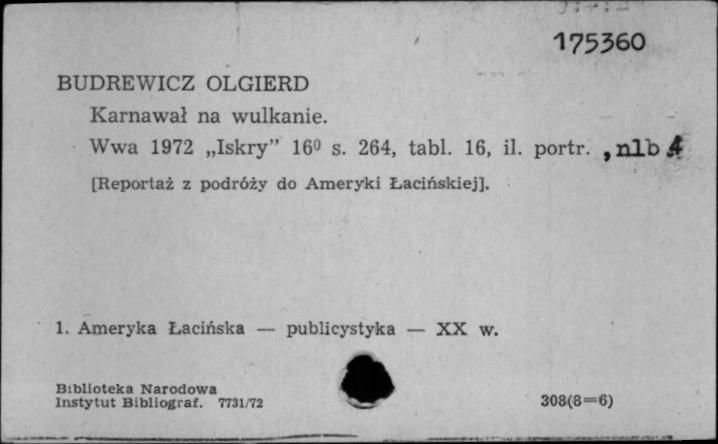 175360
BUDREWICZ OLGIERD
Karnawał na wulkanie.
Wwa 1972 „Iskry” 16⁰ s. 264, tabl. 16, il. portr. , nlb 4
[Reportaż z podróży do Ameryki Łacińskiej].
1. Ameryka Łacińska — publicystyka — XX w.
Biblioteka Narodowa
Instytut Bibliograf. 7731/72
308(8=6)